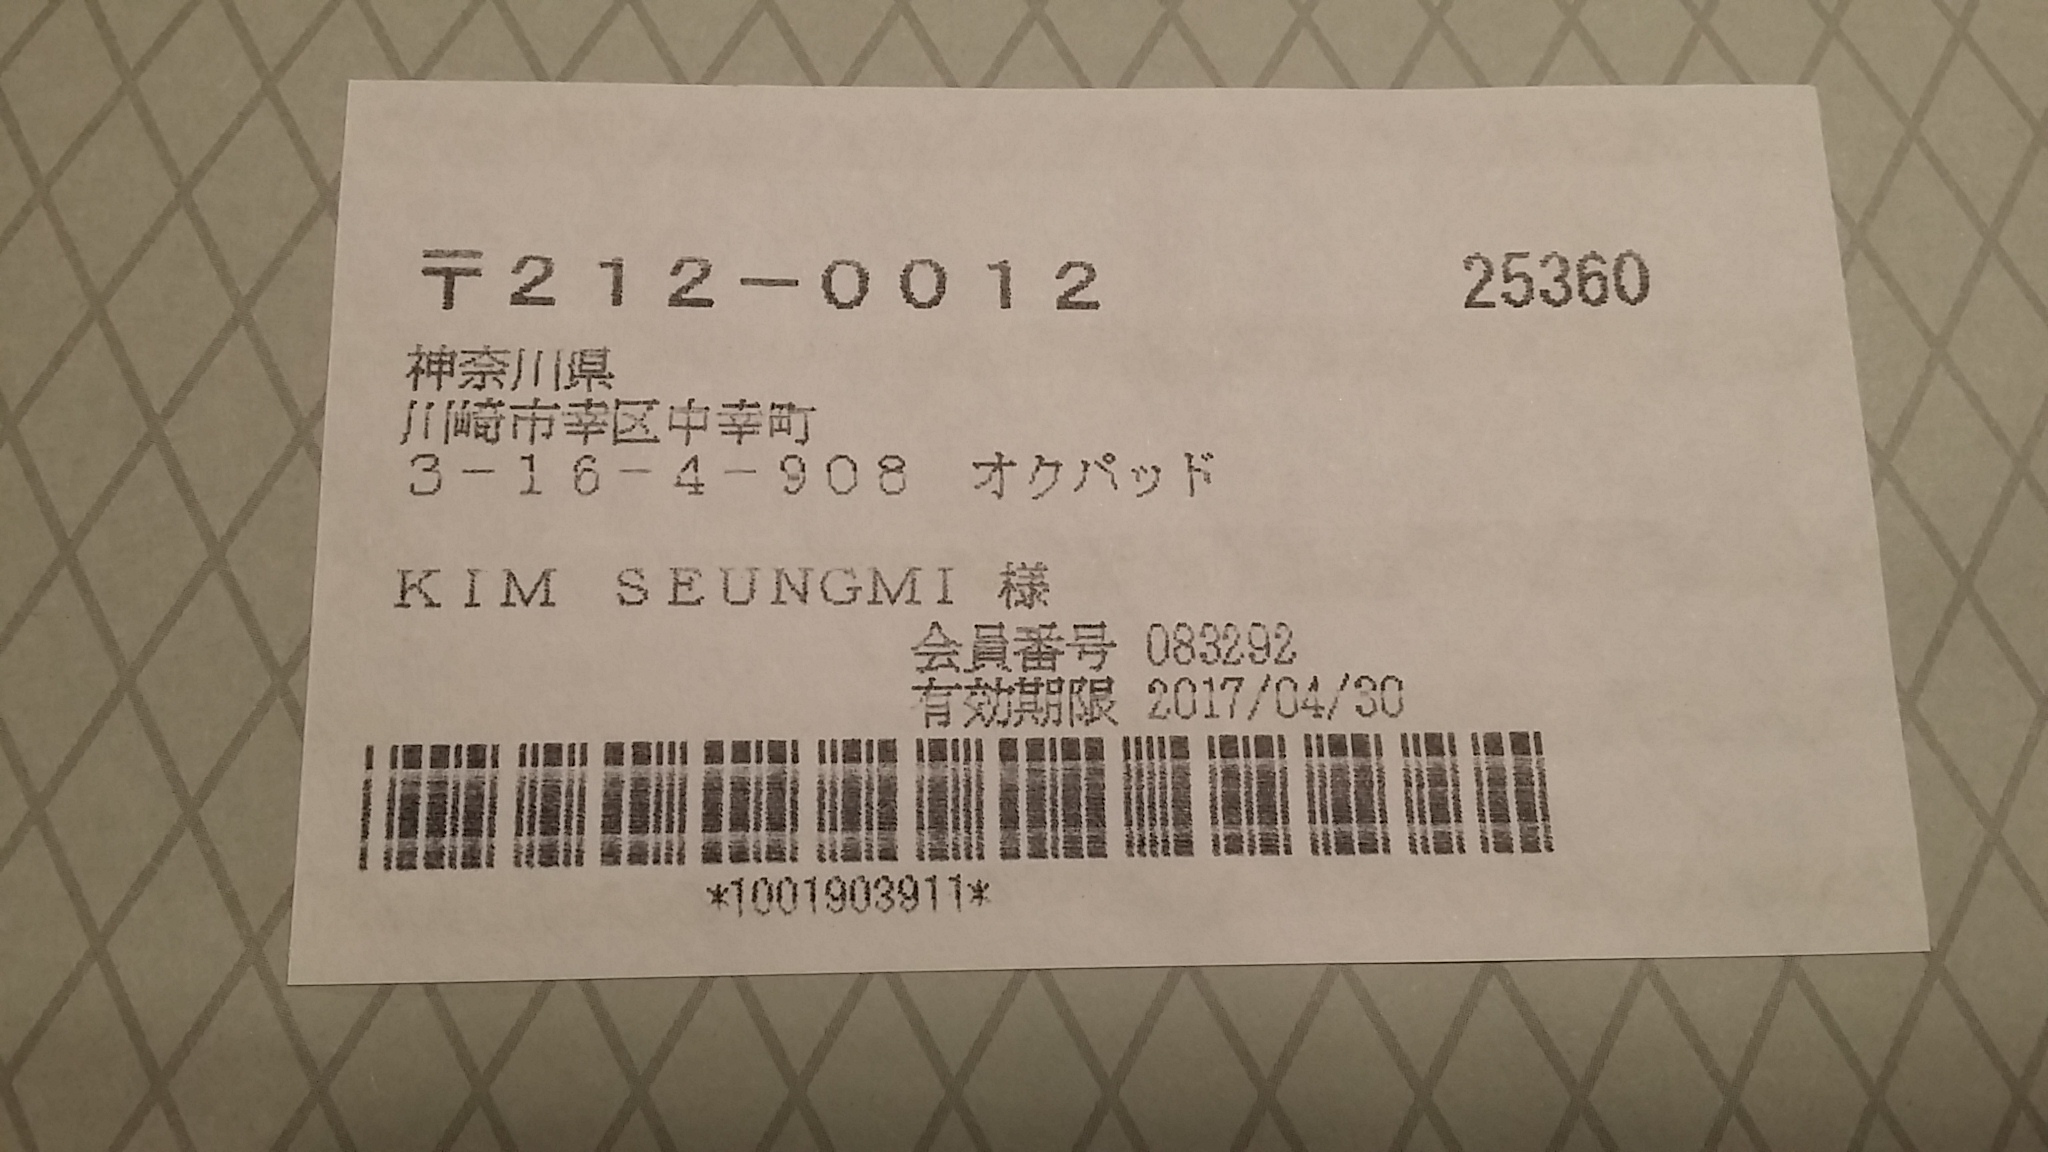 〒212-0012 25360
神奈川県
川崎市幸区中幸町
3-16-4-908 オクパッド
KIM SEUNGMI 様
会員番号 083292
有効期限 2017/04/30
*1001903911*